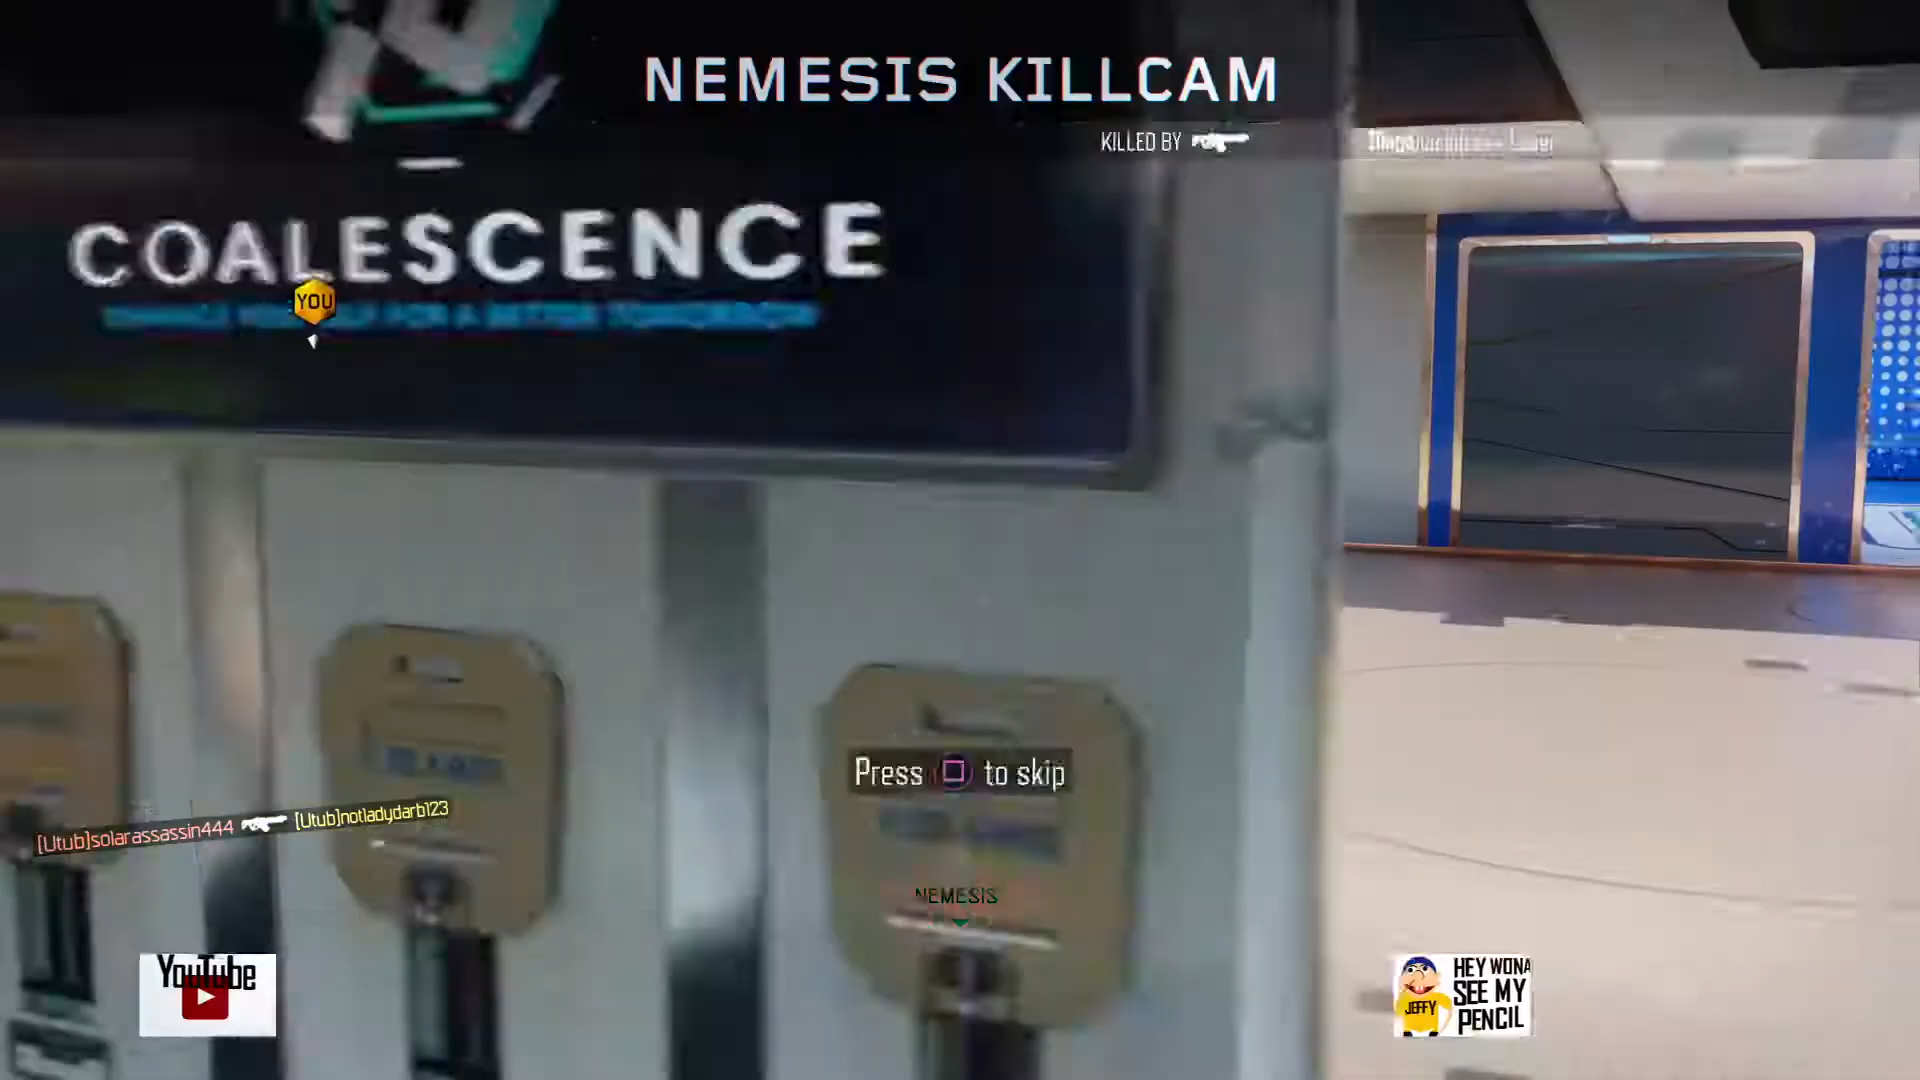 NEMESIS KILLCAM
KILLED BY
COALESCENCE
YOU
Press to skip
[Utub]solarassassin444 [Utub]notladydarb123
NEMESIS
YouTube
HEY WONA
SEE MY
PENCIL
JEFFY